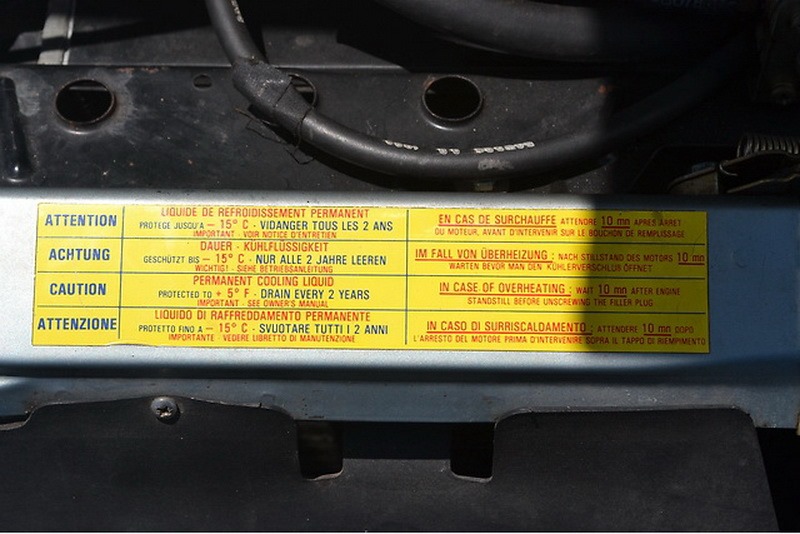 ATTENTION
LIQUIDE DE REFROIDISSEMENT PERMANENT
PROTEGE JUSQU'A – 15° C - VIDANGER TOUS LES 2 ANS
IMPORTANT - VOIR NOTICE D'ENTRETIEN
EN CAS DE SURCHAUFFE ATTENDRE 10 mn APRES ARRET
DU MOTEUR, AVANT D'INTERVENIR SUR LE BOUCHON DE REMPLISSAGE
ACHTUNG
DAUER - KUHLFLÜSSIGKEIT
GESCHÜTZT BIS – 15° C - NUR ALLE 2 JAHRE LEEREN
WICHTIG! - SIEHE BETRIEBSANLEITUNG
IM FALL VON ÜBERHEIZUNG : NACH STILLSTAND DES MOTORS 10 mn
WARTEN BEVOR MAN DEN KÜHLERVERSCHLUS ÖFFNET
CAUTION
PERMANENT COOLING LIQUID
PROTECTED TO + 5° F - DRAIN EVERY 2 YEARS
IMPORTANT - SEE OWNER'S MANUAL
IN CASE OF OVERHEATING : WAIT 10 mn AFTER ENGINE
STANDSTILL BEFORE UNSCREWING THE FILLER PLUG
ATTENZIONE
LIQUIDO DI RAFFREDDAMENTO PERMANENTE
PROTETTO FINO A – 15° C - SVUOTARE TUTTI I 2 ANNI
IMPORTANTE - VEDERE LIBRETTO DI MANUTENZIONE
IN CASO DI SURRISCALDAMENTO : ATTENDERE 10 mn DOPO
L'ARRESTO DEL MOTORE PRIMA D'INTERVENIRE SOPRA IL TAPPO DI RIEMPIMENTO